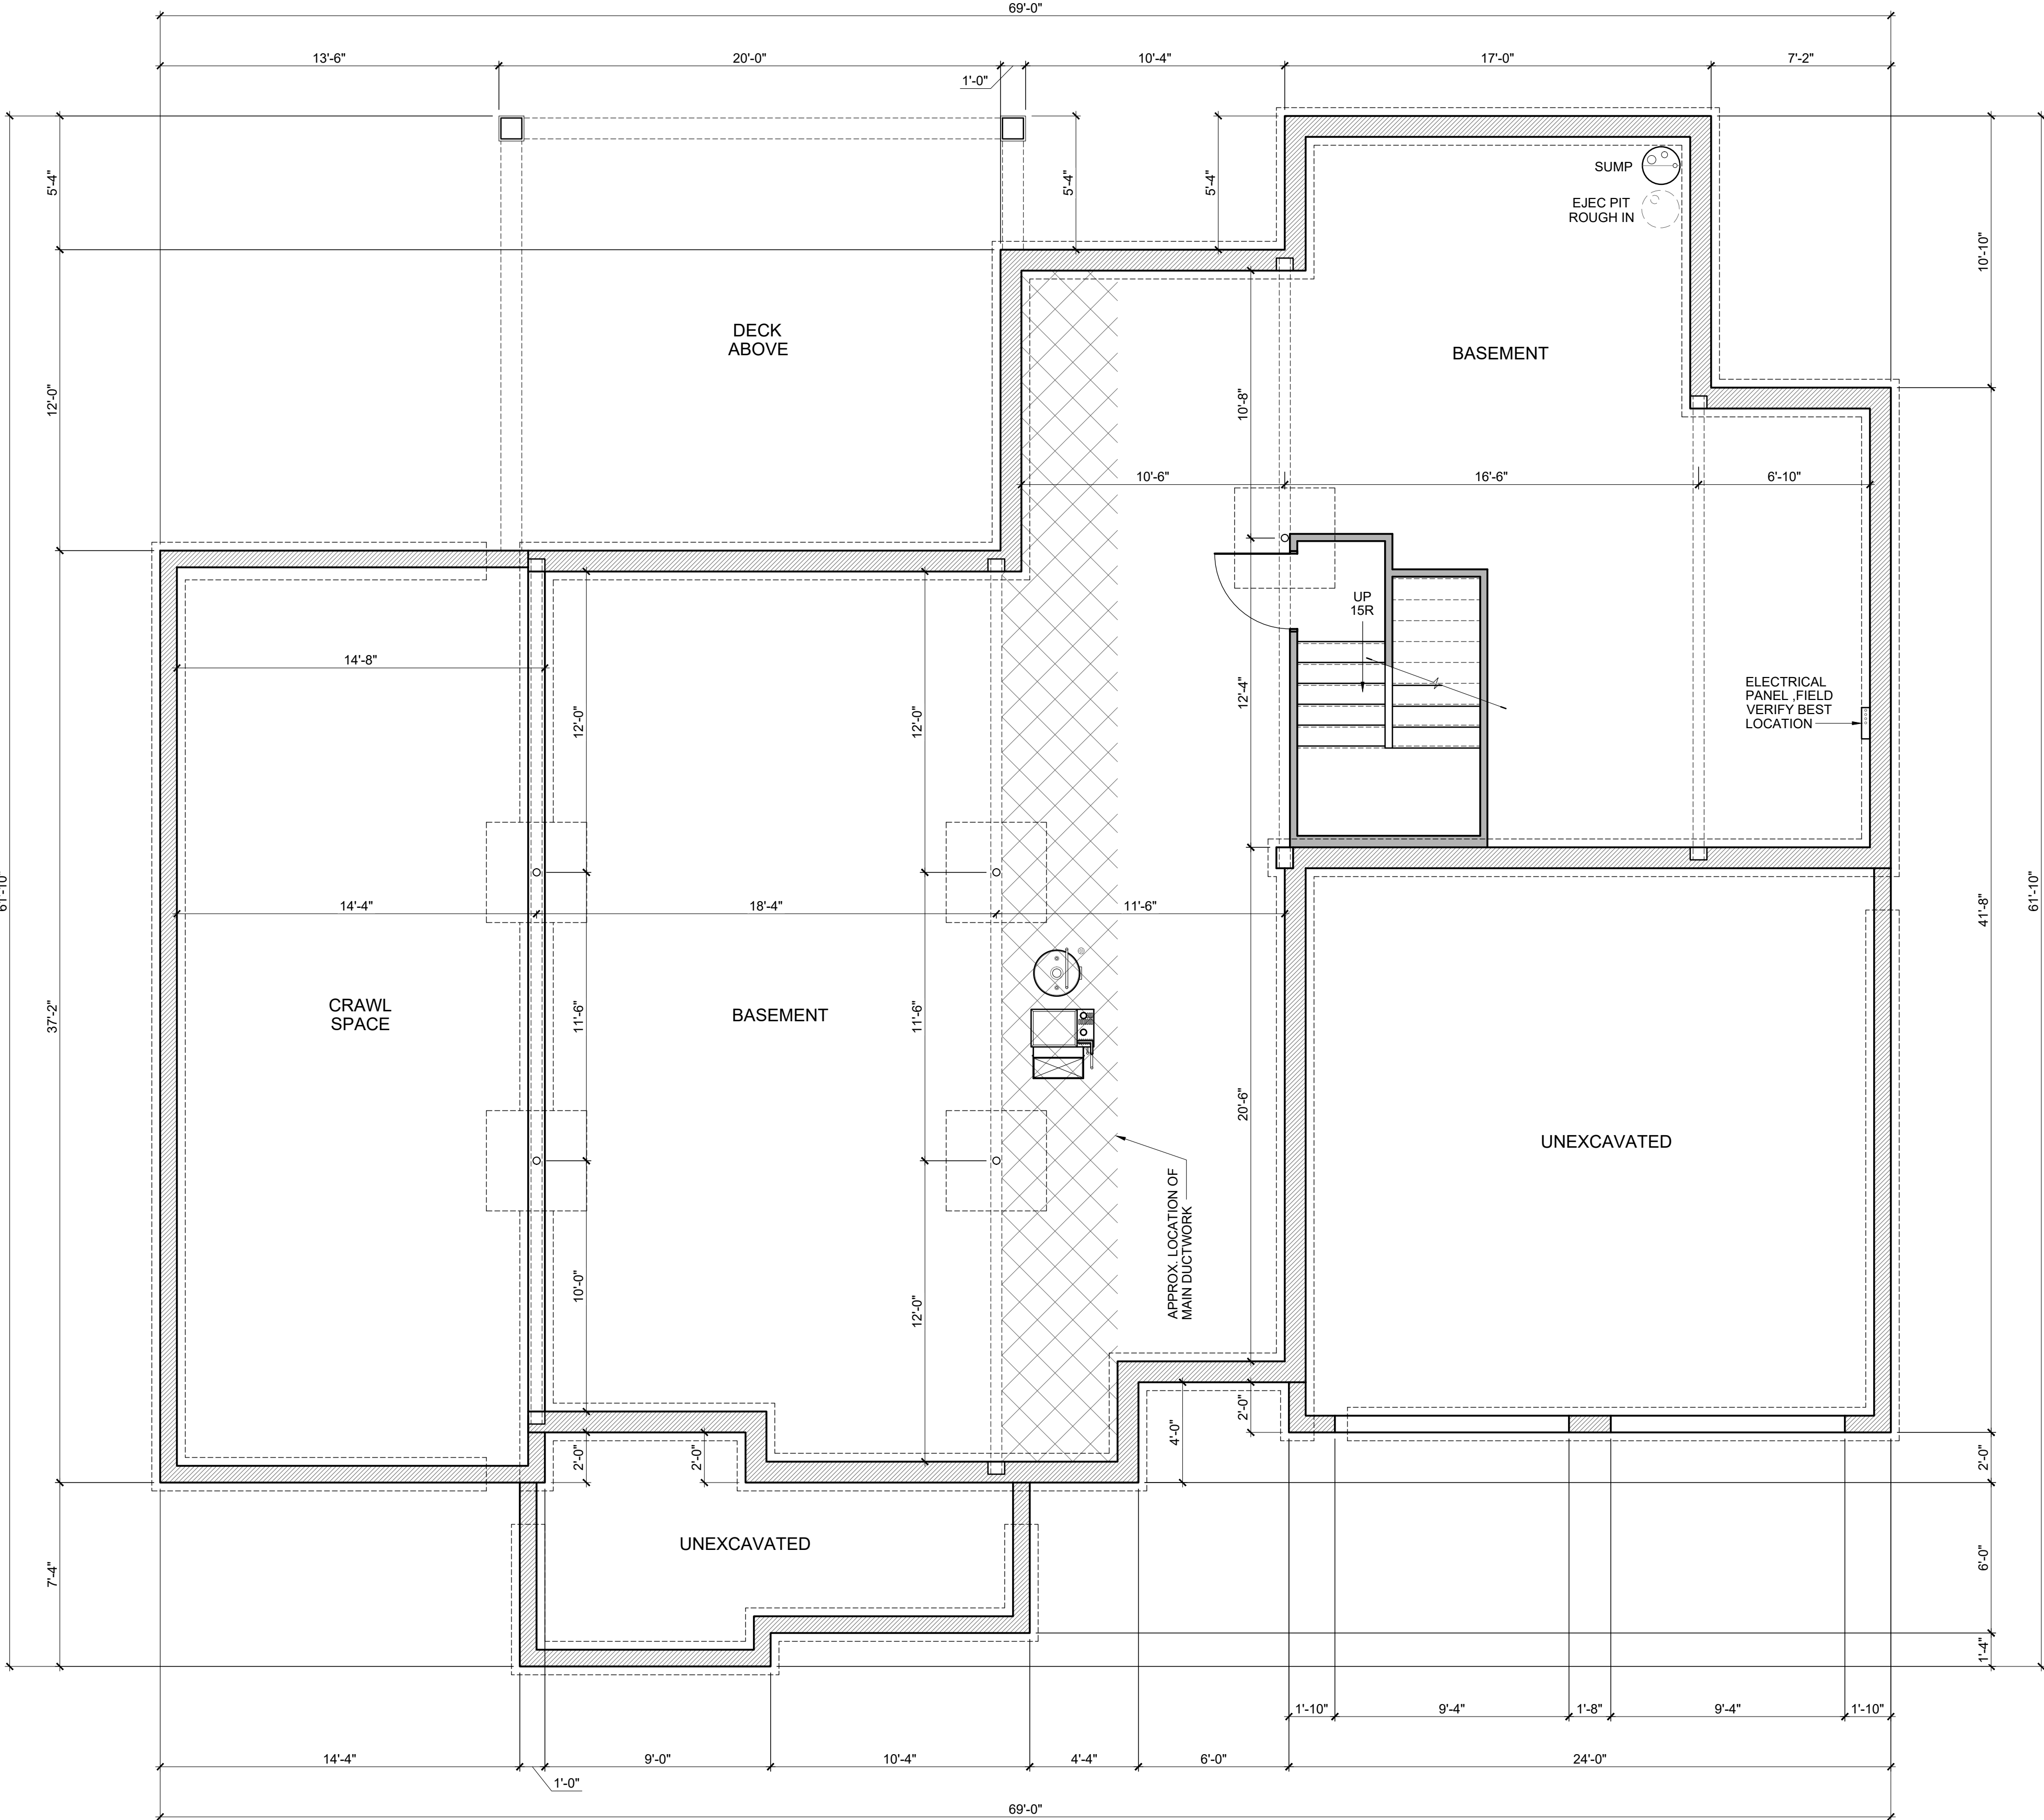 69'-0"
13'-6"
20'-0"
1'-0"
10'-4"
17'-0"
7'-2"
5'-4"
5'-4"
5'-4"
SUMP
EJEC PIT
ROUGH IN
10'-10"
DECK
ABOVE
BASEMENT
12'-0"
10'-8"
10'-6"
16'-6"
6'-10"
UP
15R
14'-8"
12'-0"
12'-0"
12'-4"
ELECTRICAL
PANEL ,FIELD
VERIFY BEST
LOCATION
61'-10"
14'-4"
18'-4"
11'-6"
41'-8"
61'-10"
37'-2"
CRAWL
SPACE
11'-6"
BASEMENT
11'-6"
20'-6"
UNEXCAVATED
APPROX. LOCATION OF
MAIN DUCTWORK
10'-0"
12'-0"
2'-0"
4'-0"
2'-0"
2'-0"
2'-0"
UNEXCAVATED
7'-4"
6'-0"
1'-4"
1'-10"
9'-4"
1'-8"
9'-4"
1'-10"
14'-4"
1'-0"
9'-0"
10'-4"
4'-4"
6'-0"
24'-0"
69'-0"